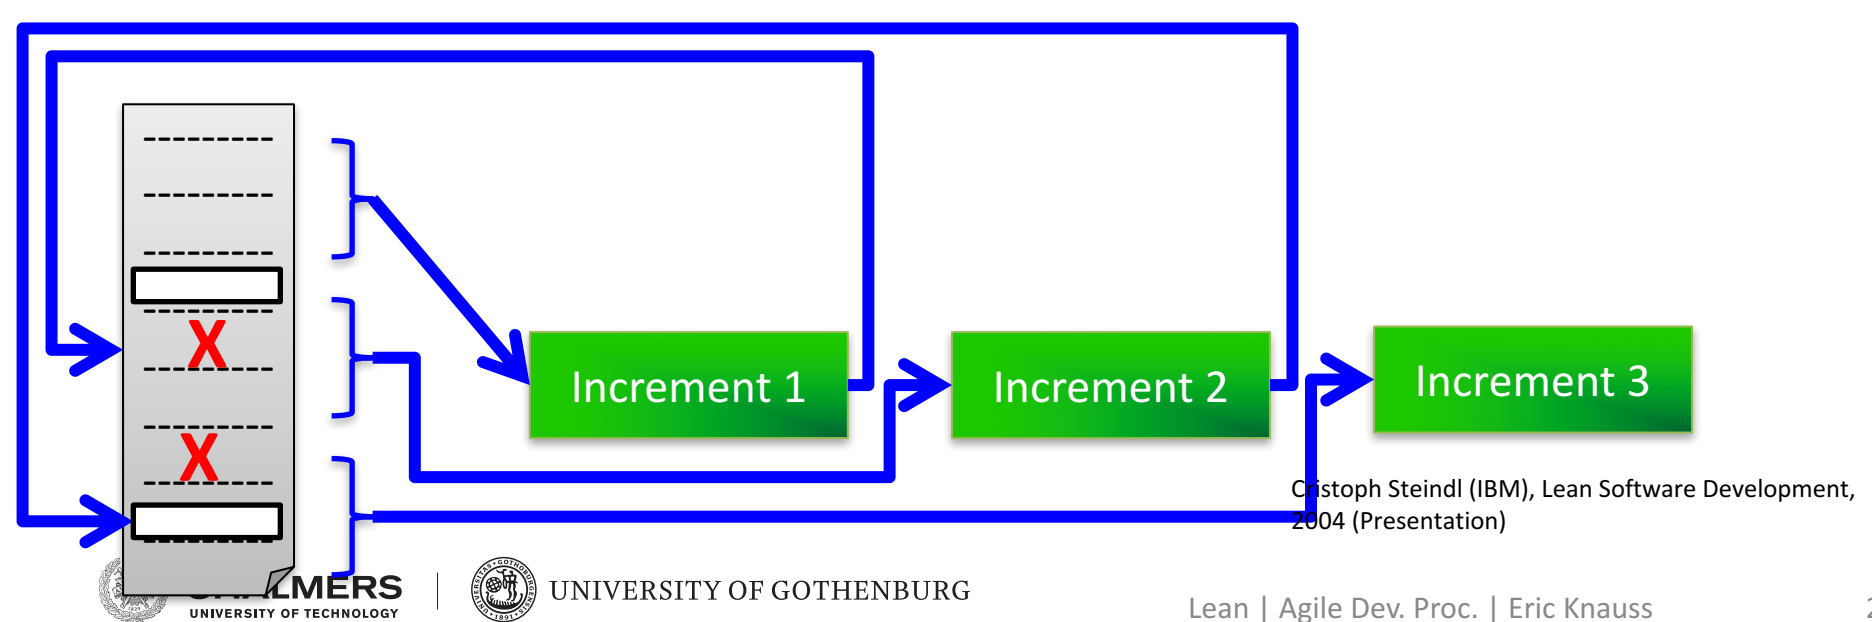 X
X
Increment 1
Increment 2
Increment 3
Cristoph Steindl (IBM), Lean Software Development,
2004 (Presentation)
UNIVERSITY OF TECHNOLOGY
UNIVERSITY OF GOTHENBURG
Lean | Agile Dev. Proc. | Eric Knauss